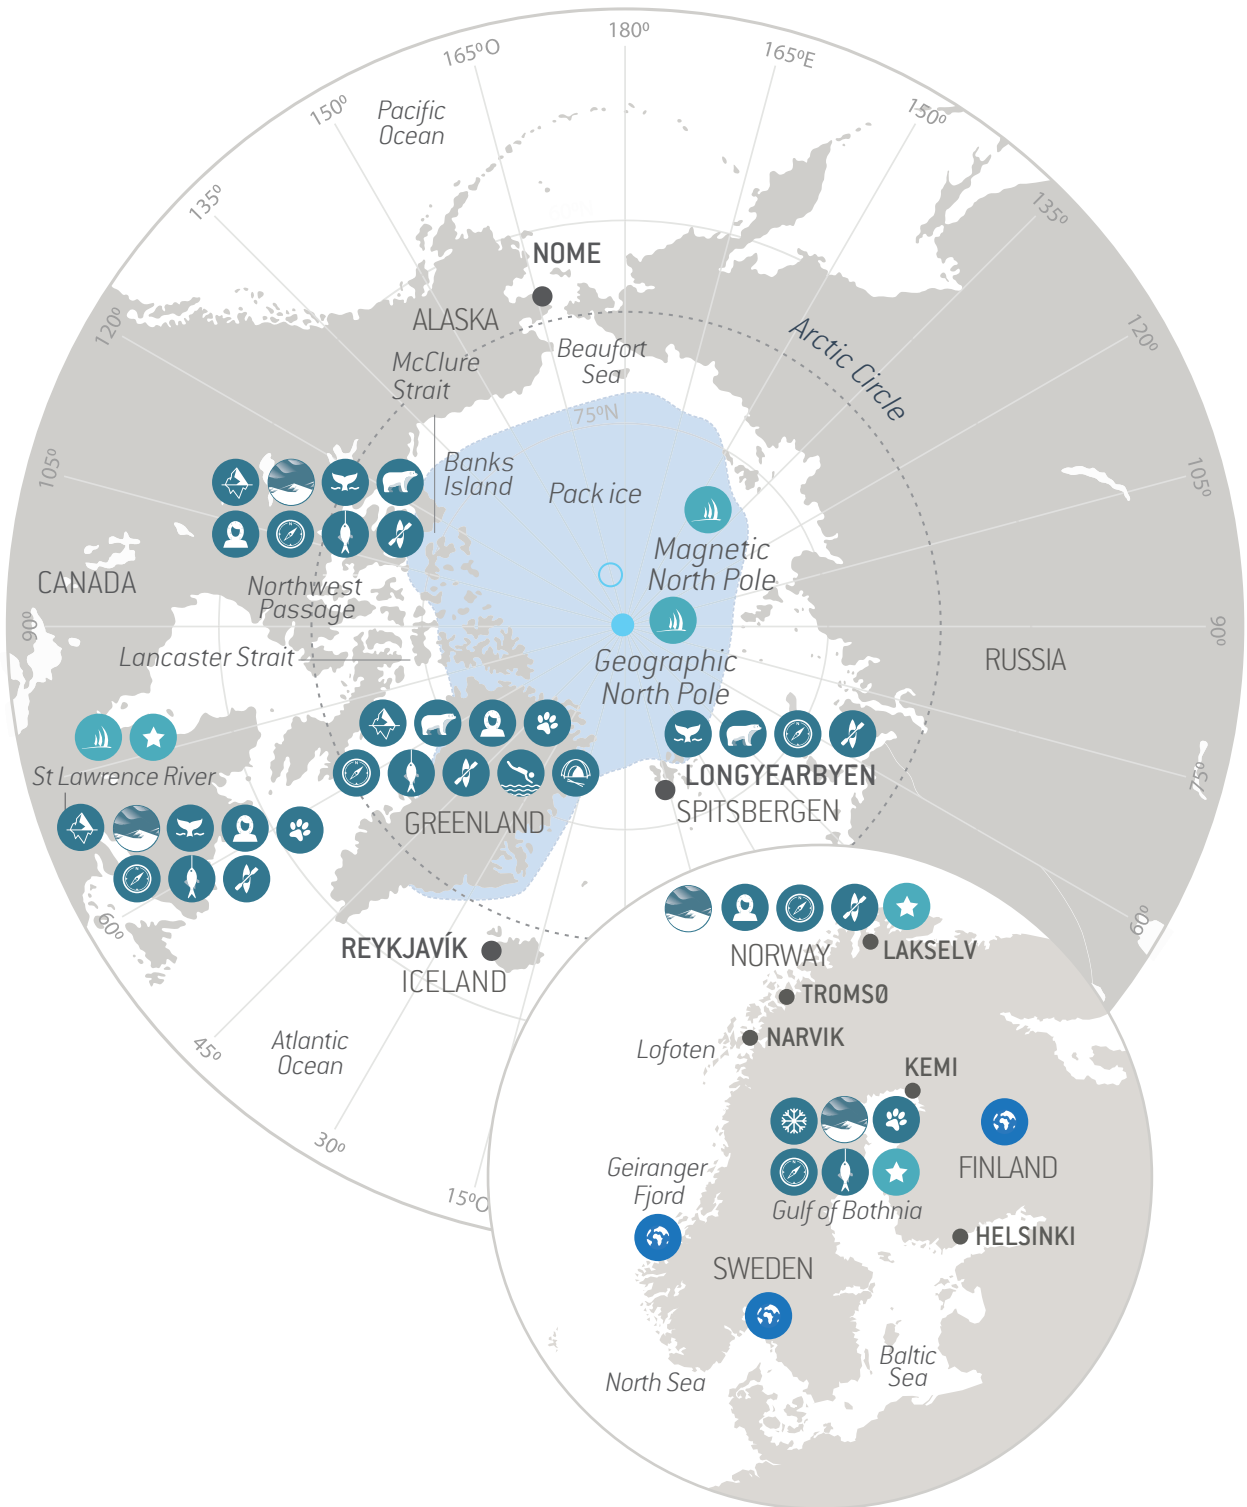 180º
165ºO
165ºE
150º
150º
Pacific
Ocean
135º
135º
NOME
ALASKA
Arctic Circle
120º
120º
McClure
Strait
Beaufort
Sea
75ºN
105º
105º
Banks
Island
Pack ice
Magnetic
North Pole
CANADA
Northwest
Passage
90º
90º
Lancaster Strait
Geographic
North Pole
RUSSIA
St Lawrence River
LONGYEARBYEN
SPITSBERGEN
75º
GREENLAND
60º
60º
REYKJAVÍK
ICELAND
NORWAY
LAKSELV
TROMSØ
Atlantic
Ocean
45º
Lofoten
NARVIK
KEMI
30º
15ºO
Geiranger
Fjord
FINLAND
Gulf of Bothnia
HELSINKI
SWEDEN
Baltic
Sea
North Sea